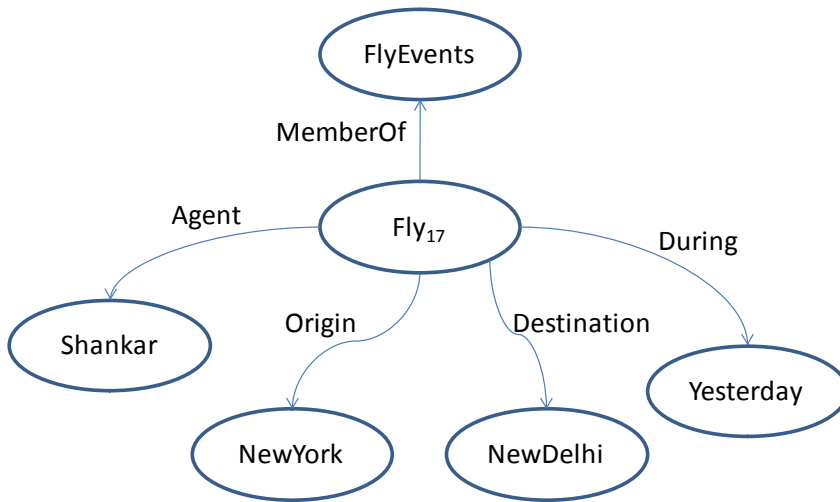 FlyEvents
MemberOf
Agent
Fly₁₇
During
Origin
Destination
Shankar
Yesterday
NewYork
NewDelhi